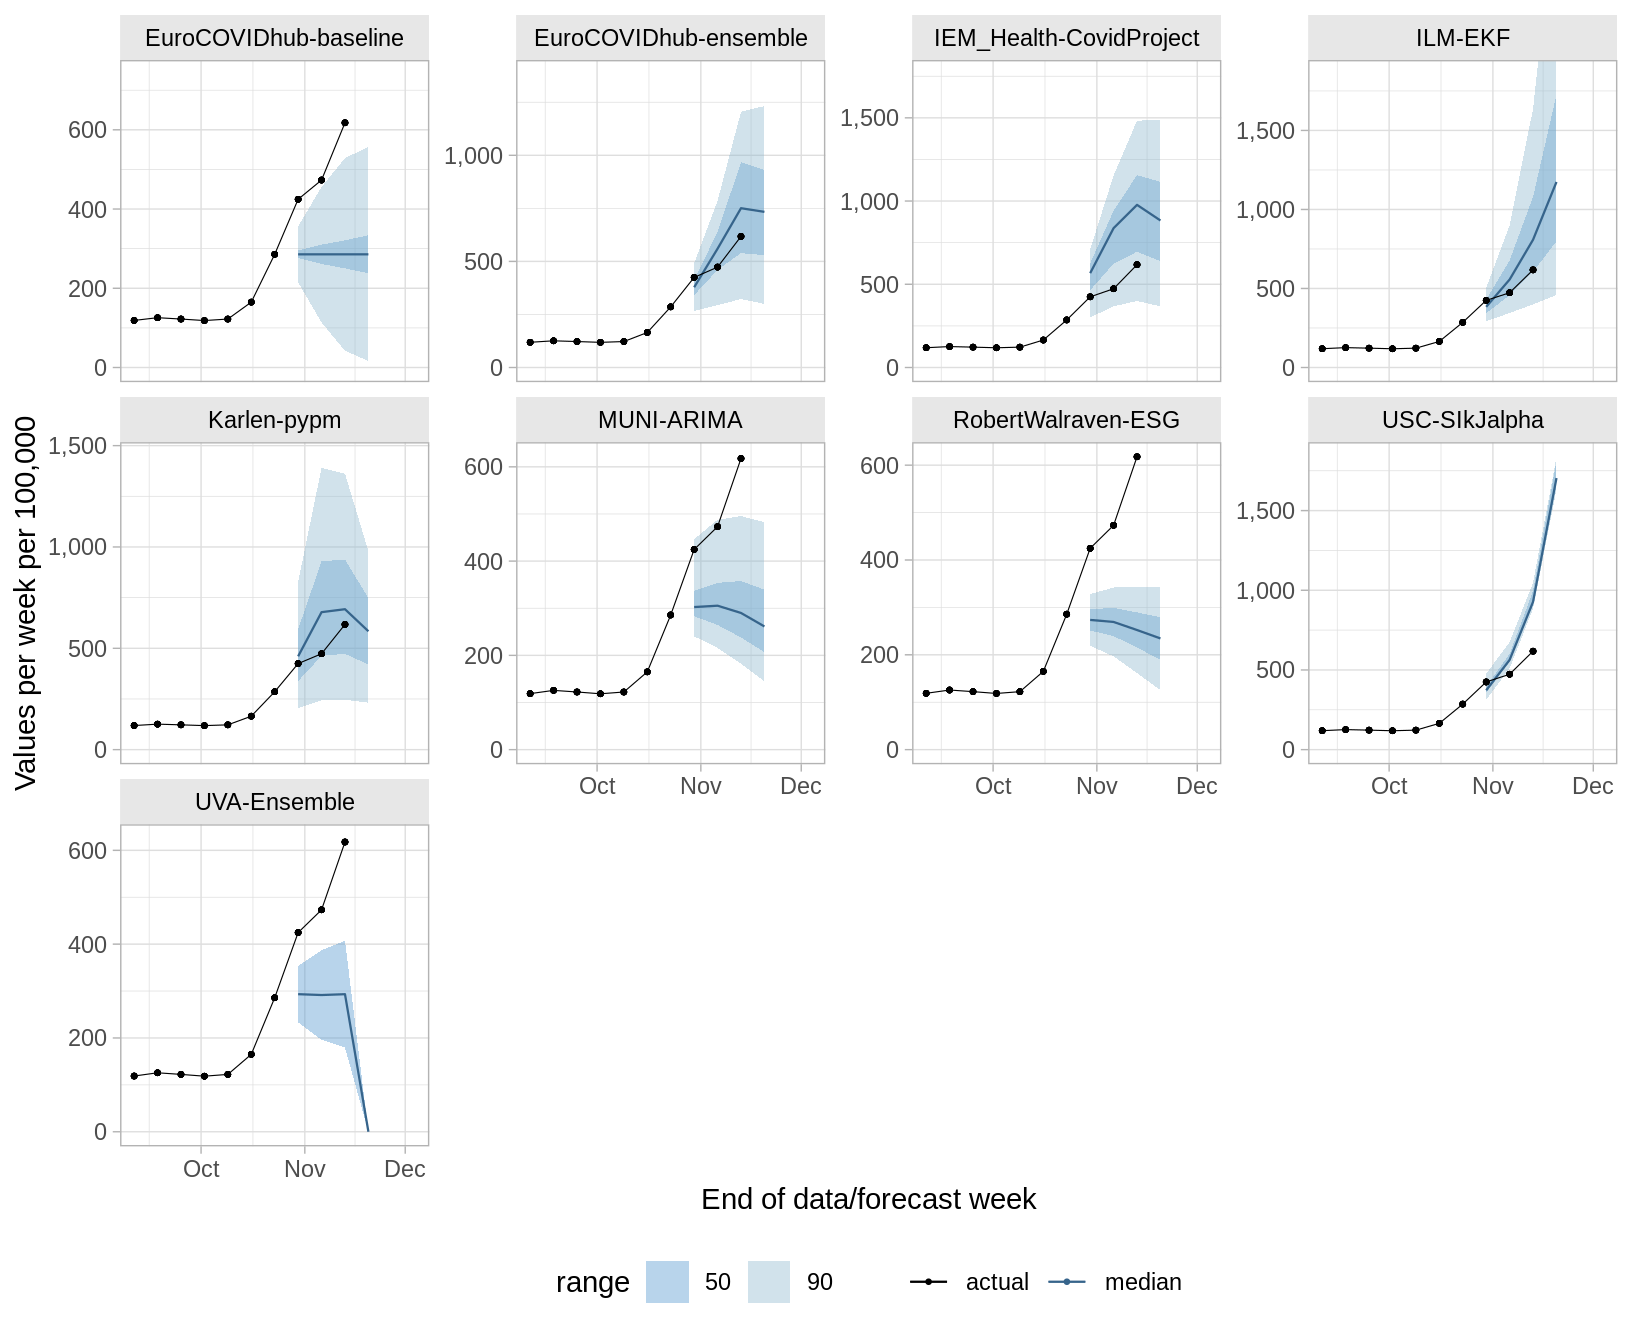 EuroCOVIDhub-baseline EuroCOVIDhub-ensemble IEM_Health-CovidProject ILM-EKF
600 400 200 0
1,000 500 0
1,500 1,000 500 0
1,500 1,000 500 0
Values per week per 100,000
Karlen-pypm MUNI-ARIMA RobertWalraven-ESG USC-SIkJalpha
1,500 1,000 500 0
600 400 200 0
600 400 200 0
1,500 1,000 500 0
Oct Nov Dec Oct Nov Dec Oct Nov Dec
UVA-Ensemble
600
400
200
0
Oct Nov Dec
End of data/forecast week
range 50 90 actual median